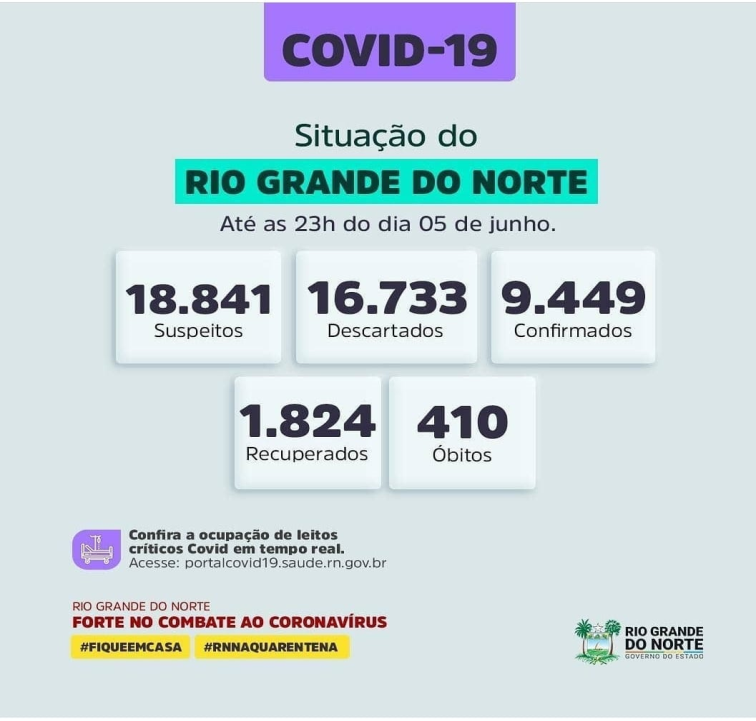 COVID-19
Situação do
RIO GRANDE DO NORTE
Até as 23h do dia 05 de junho.
18.841
Suspeitos
16.733
Descartados
9.449
Confirmados
1.824
Recuperados
410
Óbitos
Confira a ocupação de leitos
críticos Covid em tempo real.
Acesse: portalcovid19.saude.rn.gov.br
RIO GRANDE DO NORTE
FORTE NO COMBATE AO CORONAVÍRUS
#FIQUEEMCASA #RNNAQUARENTENA
RIO GRANDE
DO NORTE
GOVERNO DO ESTADO